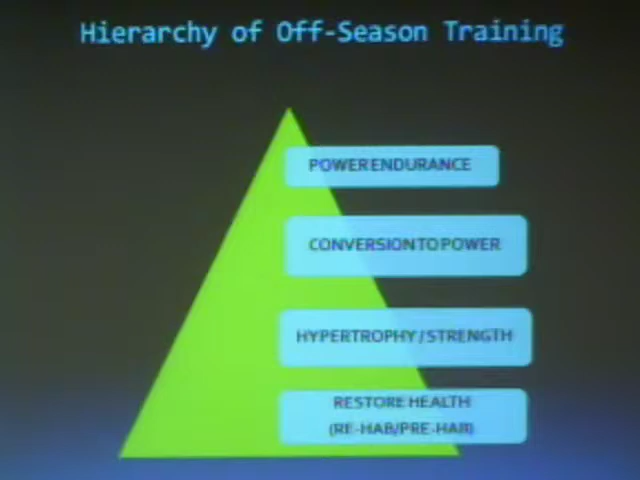 Hierarchy of Off-Season Training
POWER ENDURANCE
CONVERSION TO POWER
HYPERTROPHY / STRENGTH
RESTORE HEALTH
(RE-HAB/PRE-HAB)